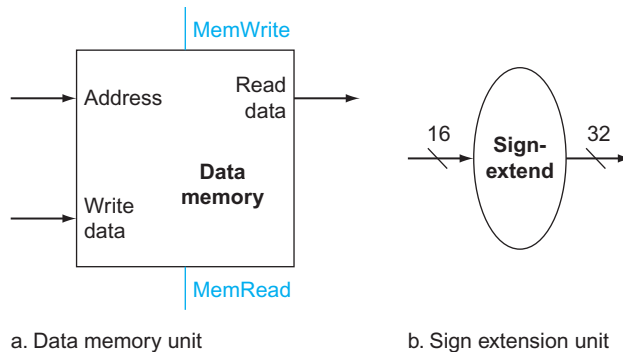 MemWrite
Address
Read
data
Data
memory
Write
data
MemRead
16
Sign-
extend
32
a. Data memory unit
b. Sign extension unit